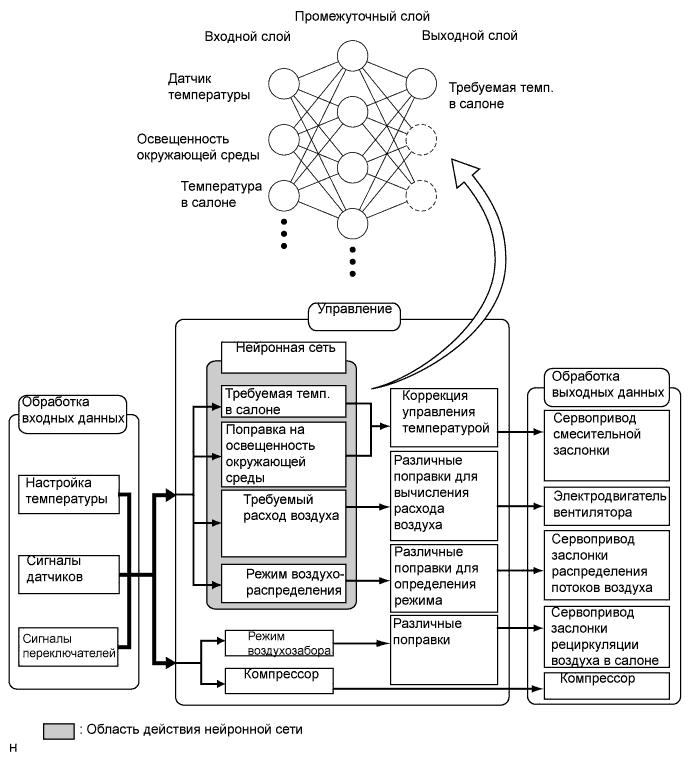 Промежуточный слой
Входной слой
Выходной слой
Датчик
температуры
Требуемая темп.
в салоне
Освещенность
окружающей среды
Температура
в салоне
Управление
Нейронная сеть
Обработка
входных данных
Обработка
выходных данных
Требуемая темп.
в салоне
Коррекция
управления
температурой
Сервопривод
смесительной
заслонки
Поправка на
освещенность
окружающей
среды
Настройка
температуры
Различные
поправки для
вычисления
расхода
воздуха
Требуемый
расход воздуха
Электродвигатель
вентилятора
Сигналы
датчиков
Режим воздухо-
распределения
Различные
поправки для
определения
режима
Сервопривод
заслонки
распределения
потоков воздуха
Сигналы
переключателей
Режим
воздухозабора
Различные
поправки
Сервопривод
заслонки
рециркуляции
воздуха в салоне
Компрессор
Компрессор
: Область действия нейронной сети
H